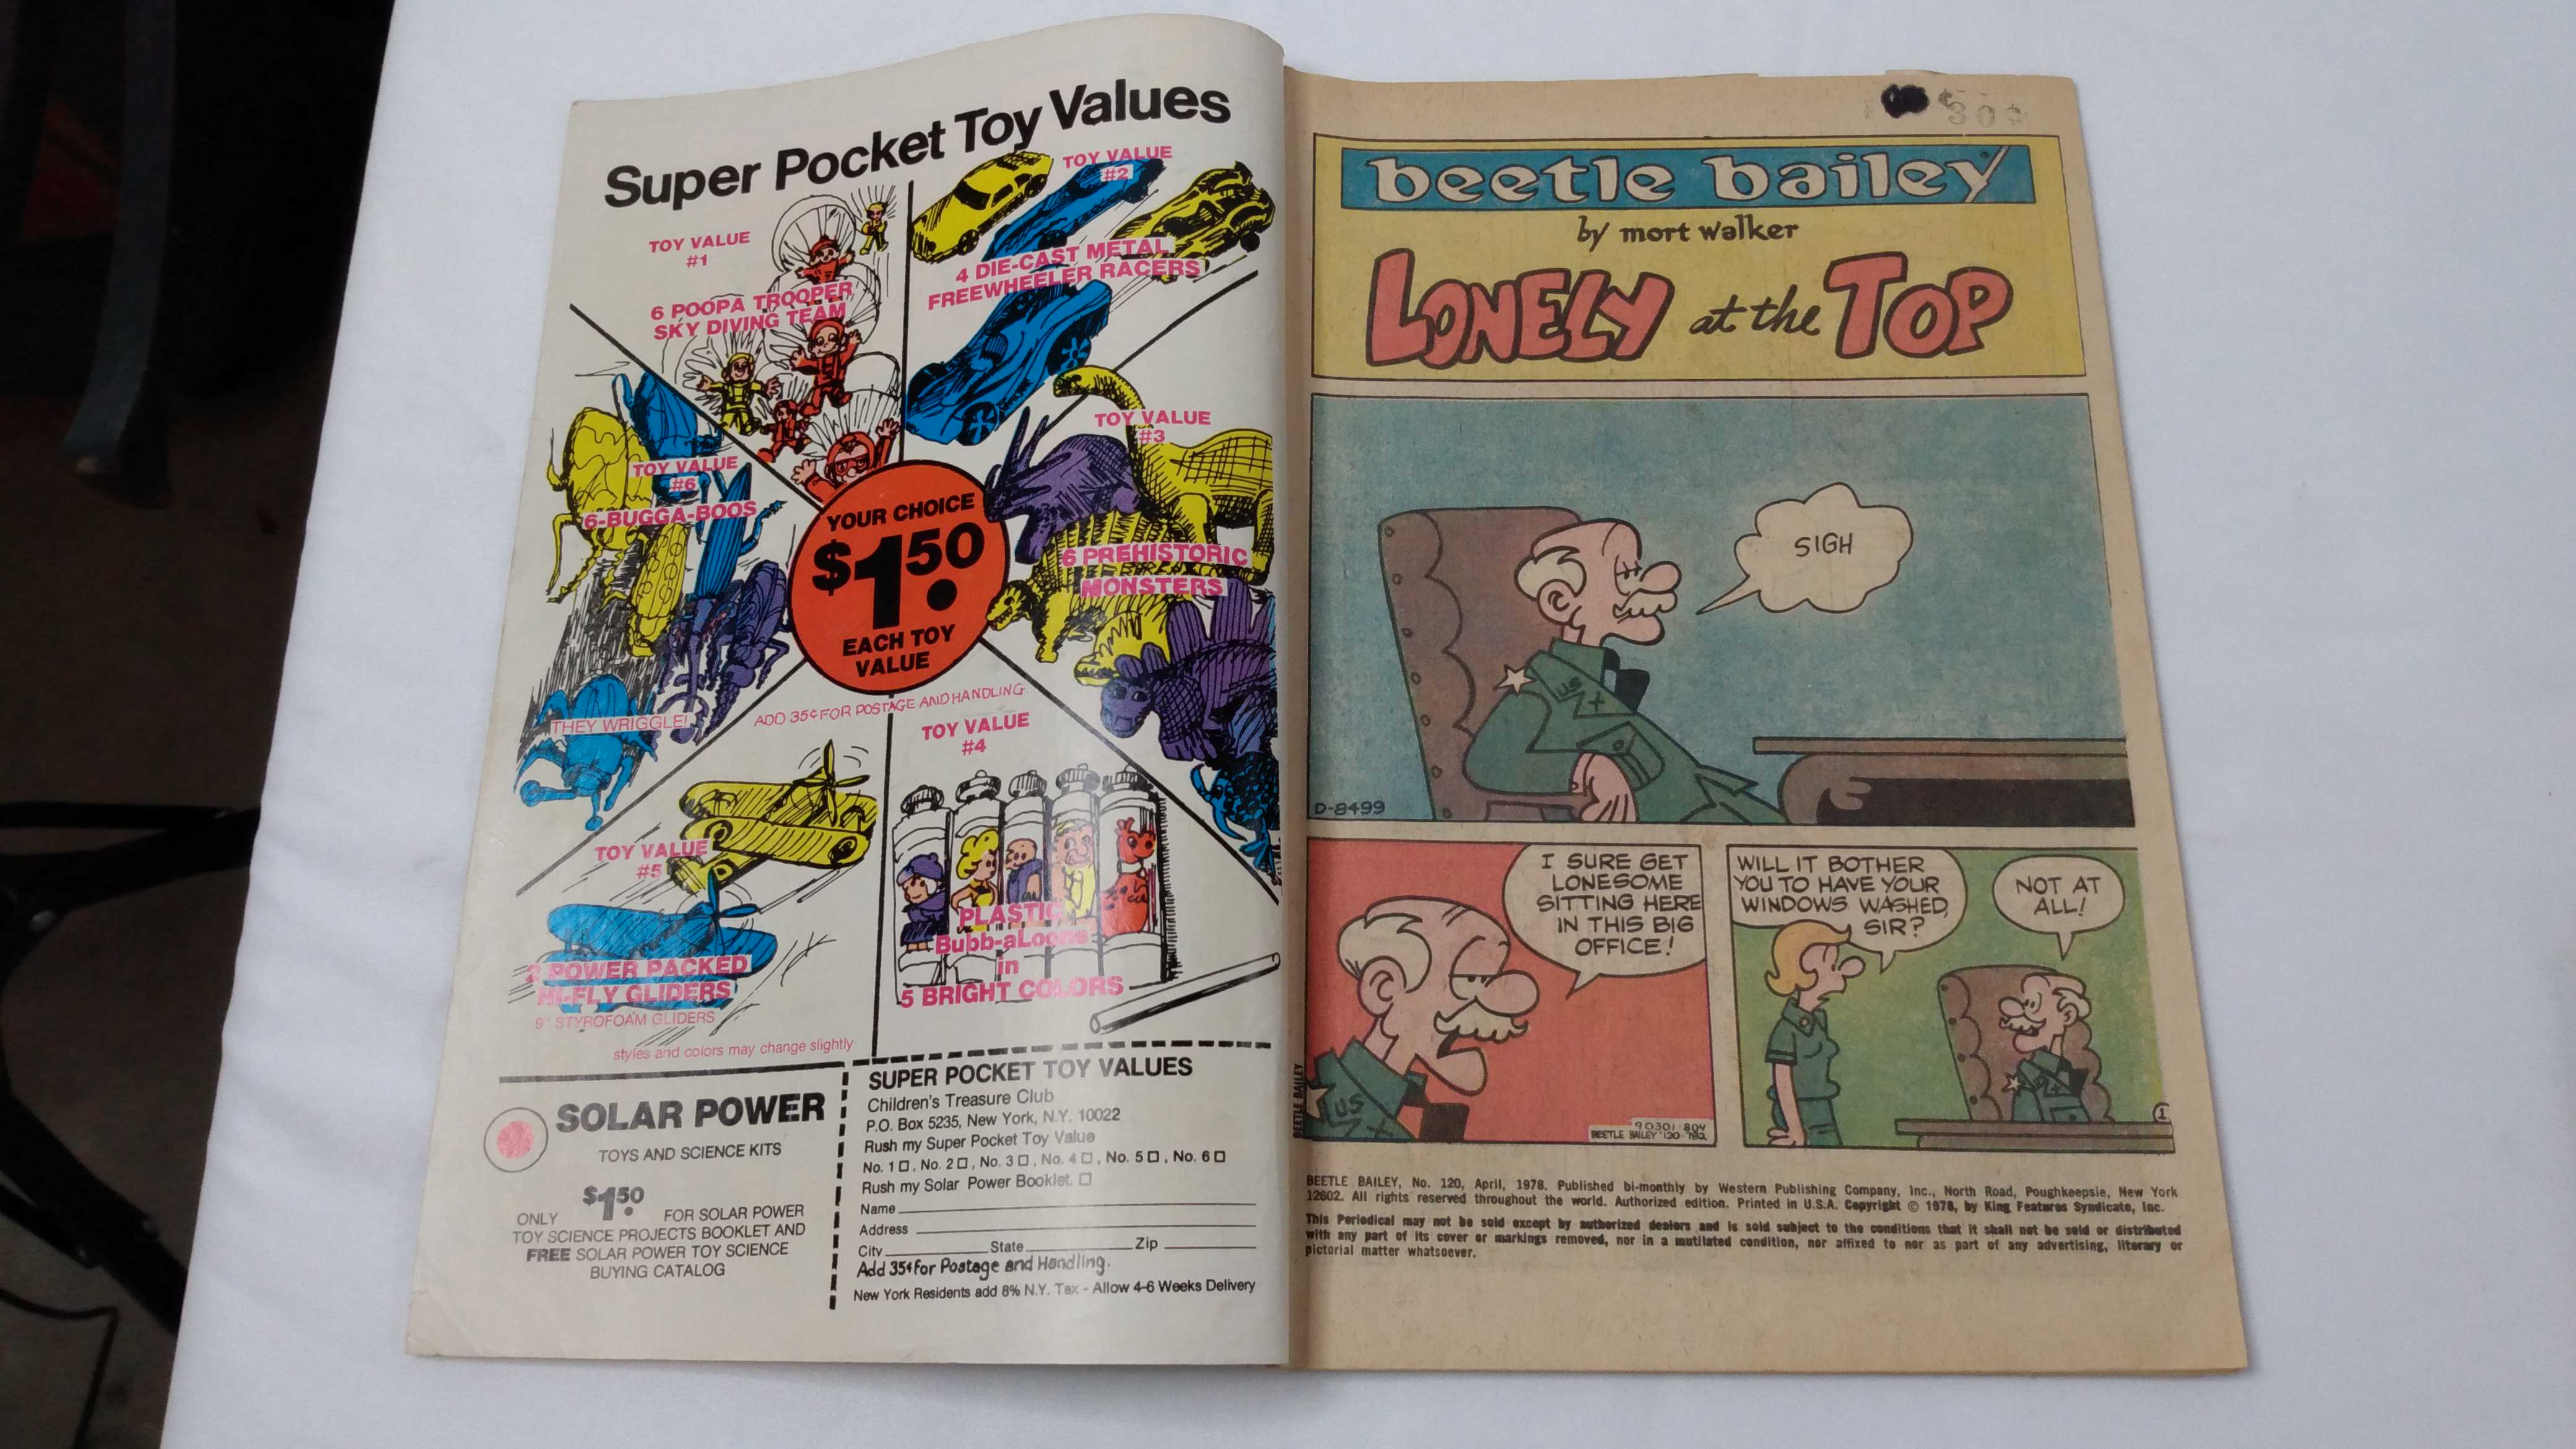 Super Pocket Toy Values
TOY VALUE
#1
6 POOPA TROOPER
SKY DIVING TEAM
TOY VALUE
#2
4 DIE-CAST METAL
FREEWHEELER RACERS
TOY VALUE
#3
6 PREHISTORIC
MONSTERS
TOY VALUE
#6
6-BUGGA-BOOS
THEY WRIGGLE!
YOUR CHOICE
$1.50
EACH TOY
VALUE
ADD 35¢ FOR POSTAGE AND HANDLING
TOY VALUE
#4
PLASTIC
Bubb-aLoons
in
5 BRIGHT COLORS
TOY VALUE
#5
POWER PACKED
HI-FLY GLIDERS
9" STYROFOAM GLIDERS
styles and colors may change slightly
SOLAR POWER
TOYS AND SCIENCE KITS
ONLY $1.50 FOR SOLAR POWER
TOY SCIENCE PROJECTS BOOKLET AND
FREE SOLAR POWER TOY SCIENCE
BUYING CATALOG
SUPER POCKET TOY VALUES
Children's Treasure Club
P.O. Box 5235, New York, N.Y. 10022
Rush my Super Pocket Toy Value
No. 1 □, No. 2 □, No. 3 □, No. 4 □, No. 5 □, No. 6 □
Rush my Solar Power Booklet. □
Name
Address
City State Zip
Add 35¢ for Postage and Handling.
New York Residents add 8% N.Y. Tax - Allow 4-6 Weeks Delivery
30¢
beetle bailey
by mort walker
LONELY at the TOP
SIGH
US
D-8499
I SURE GET
LONESOME
SITTING HERE
IN THIS BIG
OFFICE!
US
90301 804
BEETLE BAILEY 120
WILL IT BOTHER
YOU TO HAVE YOUR
WINDOWS WASHED,
SIR?
NOT AT
ALL!
1
BEETLE BAILEY
BEETLE BAILEY, No. 120, April, 1978. Published bi-monthly by Western Publishing Company, Inc., North Road, Poughkeepsie, New York
12602. All rights reserved throughout the world. Authorized edition. Printed in U.S.A. Copyright © 1978, by King Features Syndicate, Inc.
This Periodical may not be sold except by authorized dealers and is sold subject to the conditions that it shall not be sold or distributed
with any part of its cover or markings removed, nor in a mutilated condition, nor affixed to nor as part of any advertising, literary or
pictorial matter whatsoever.